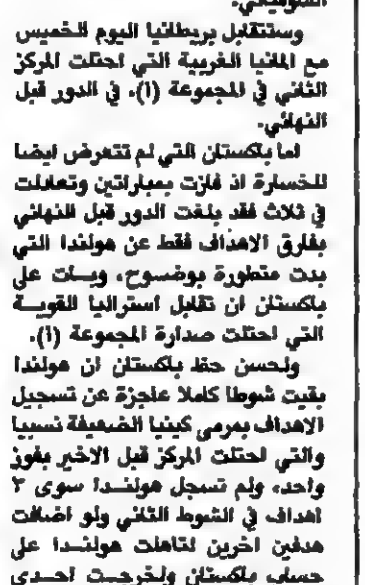 السوفياتي.
وستتقابل بريطانيا اليوم الخميس
مع المانيا الغربية التي احتلت المركز
الثاني في المجموعة (ا)، في الدور قبل
النهائي.
اما باكستان التي لم تتعرض ايضا
للخسارة اذ فازت بمباراتين وتعادلت
في ثلاث فقد بلغت الدور قبل النهائي
بفارق الاهداف فقط عن هولندا التي
بدت متطورة بوضوح، وبات على
باكستان ان تقابل استراليا القوية
التي احتلت صدارة المجموعة (ا).
ولحسن حظ باكستان ان هولندا
بقيت شوطا كاملا عاجزة عن تسجيل
الاهداف بمرمى كينيا الضعيفة نسبيا
والتي احتلت المركز قبل الاخير بفوز
واحد، ولم تسجل هولندا سوى ٣
اهداف في الشوط الثاني ولو اضافت
هدفين اخرين لتاهلت هولندا على
حساب باكستان ولخرجت احدى